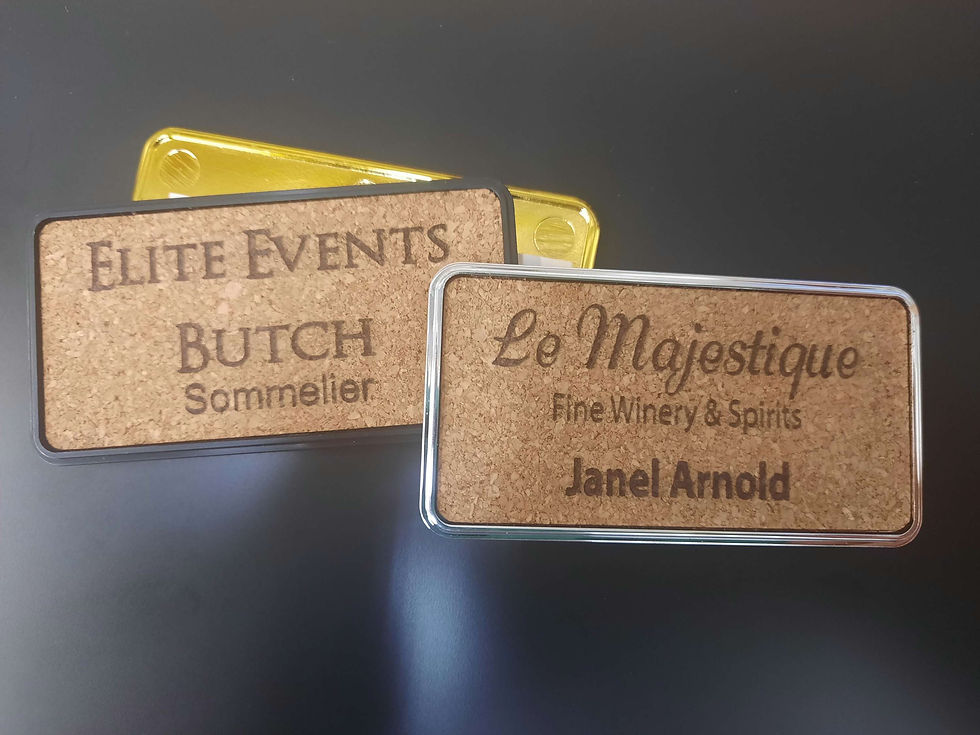 Elite Events
Butch
Sommelier
Le Majestique
Fine Winery & Spirits
Janel Arnold